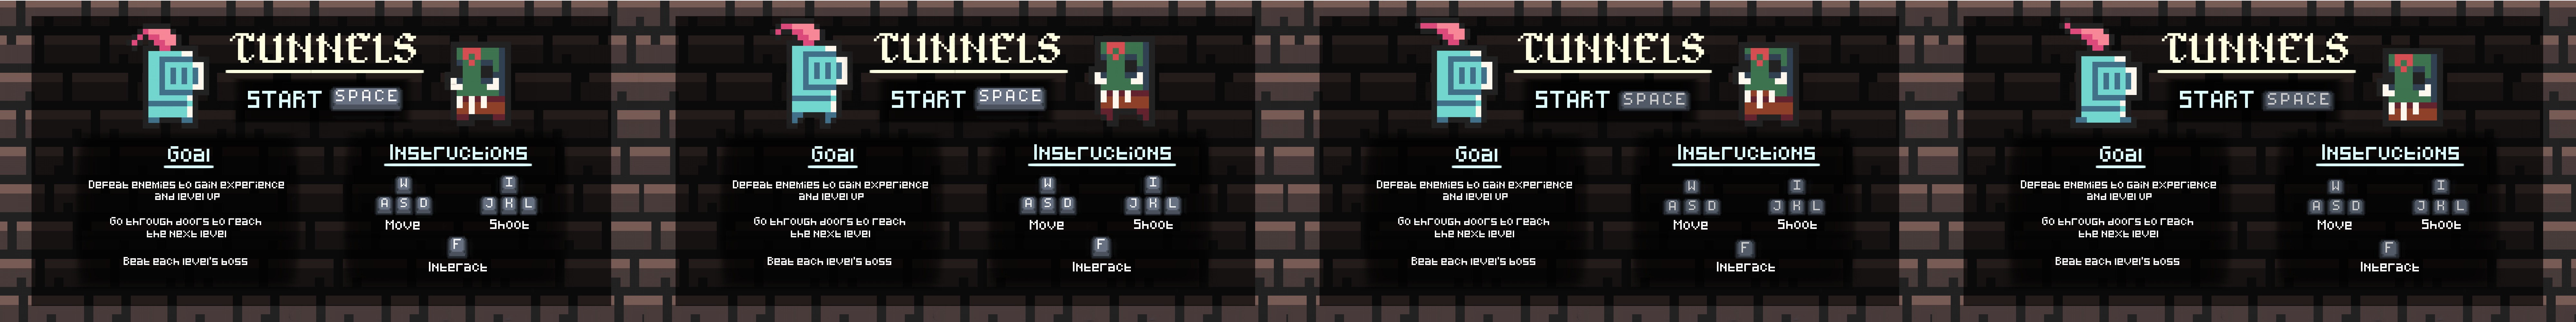 TUNNELS
START SPACE
Goal
Defeat enemies to gain experience
and level up
Go through doors to reach
the next level
Beat each level's boss
Instructions
W I
A S D J K L
Move Shoot
F
Interact
TUNNELS
START SPACE
Goal
Defeat enemies to gain experience
and level up
Go through doors to reach
the next level
Beat each level's boss
Instructions
W I
A S D J K L
Move Shoot
F
Interact
TUNNELS
START SPACE
Goal
Defeat enemies to gain experience
and level up
Go through doors to reach
the next level
Beat each level's boss
Instructions
W I
A S D J K L
Move Shoot
F
Interact
TUNNELS
START SPACE
Goal
Defeat enemies to gain experience
and level up
Go through doors to reach
the next level
Beat each level's boss
Instructions
W I
A S D J K L
Move Shoot
F
Interact